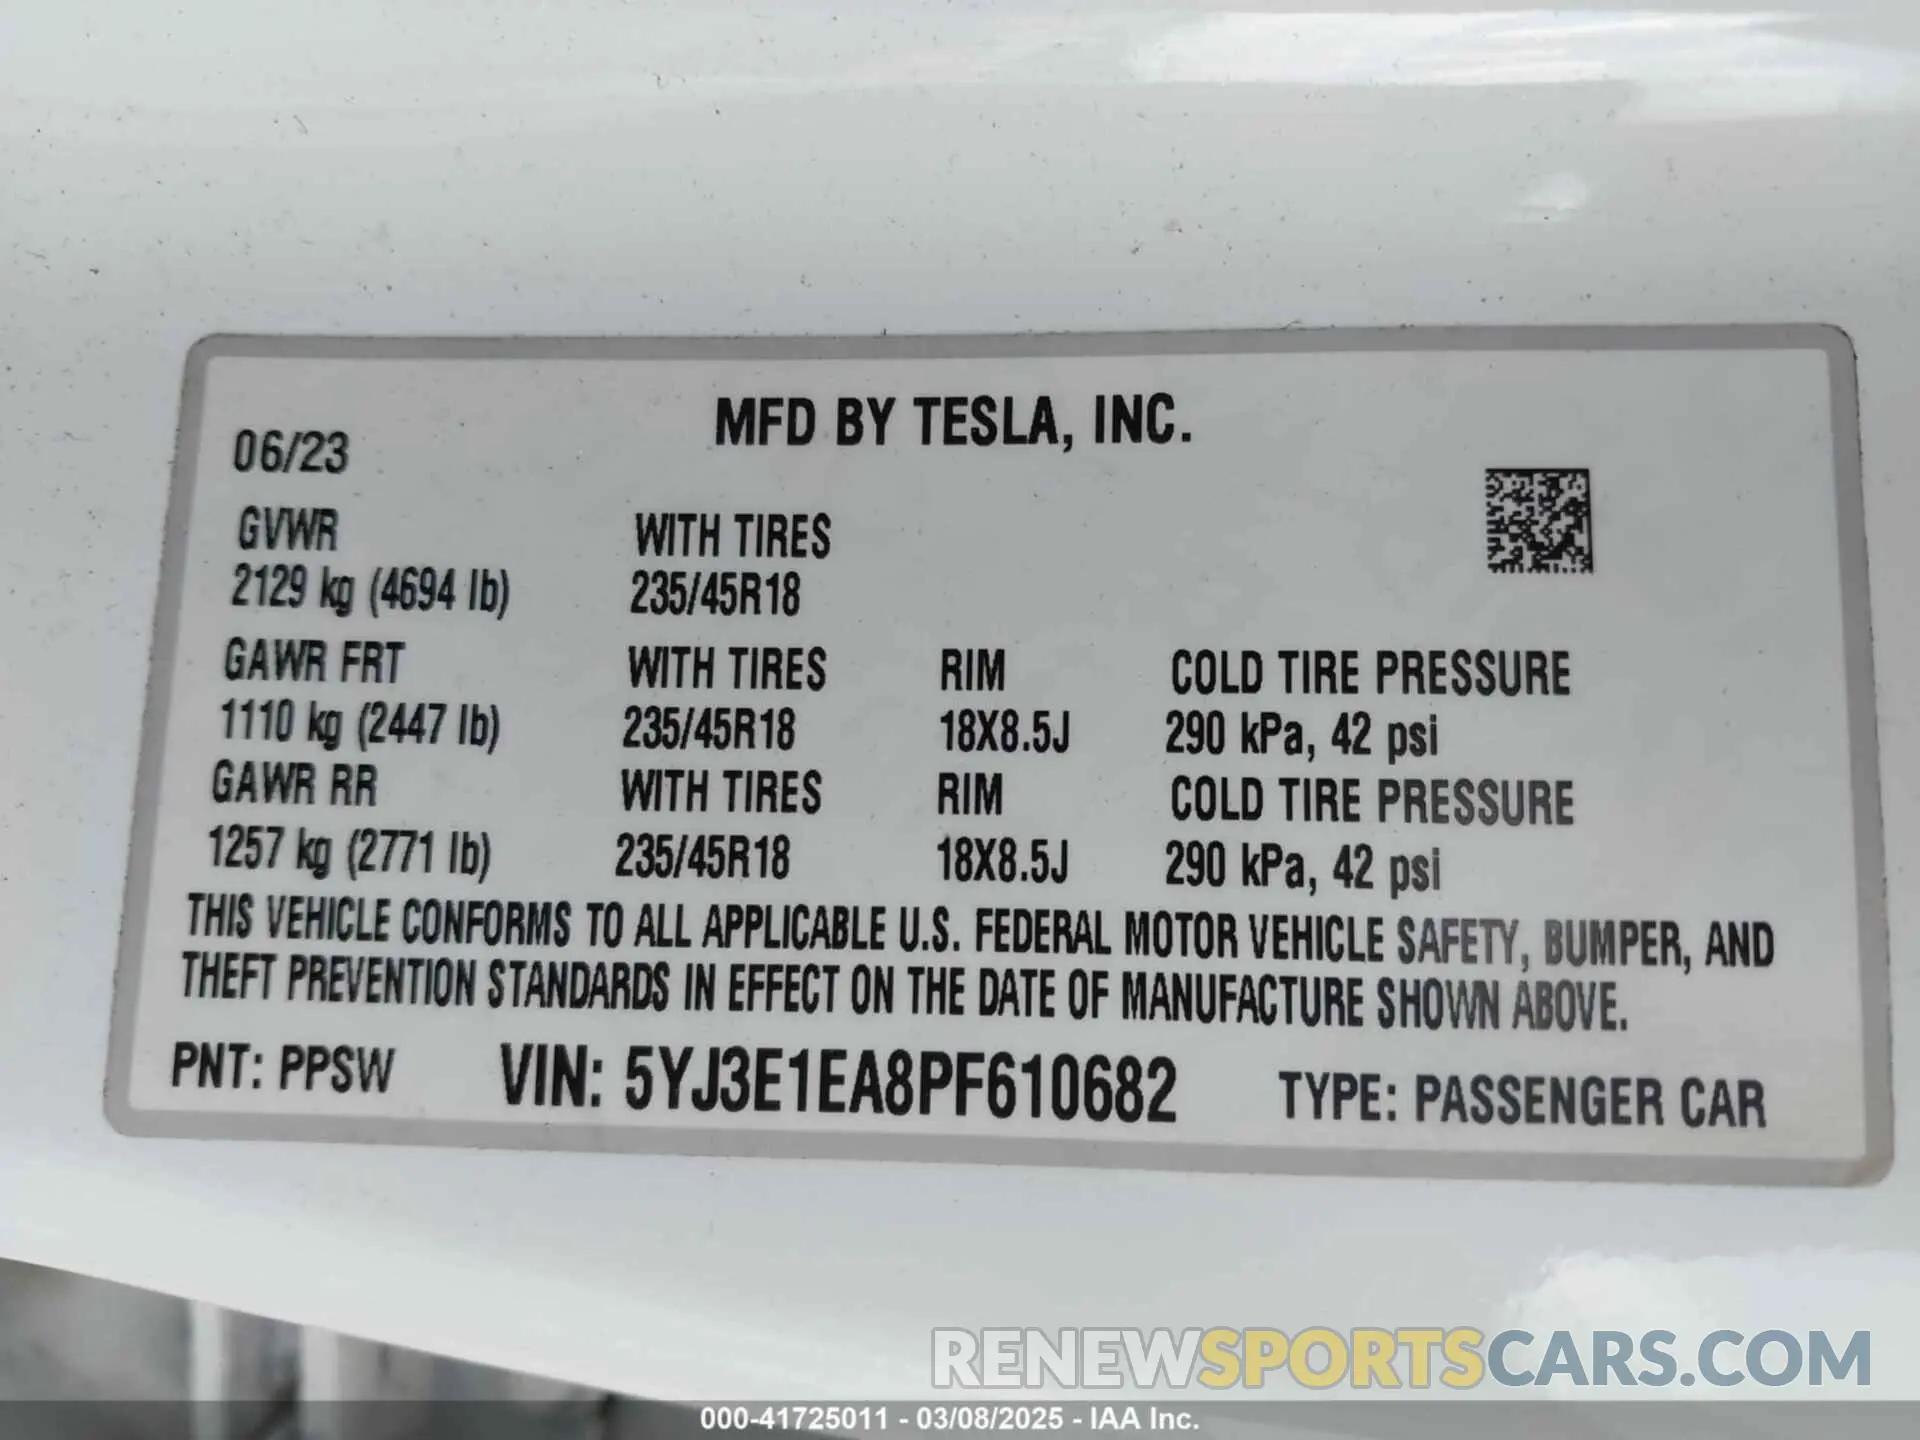 MFD BY TESLA, INC.
06/23
GVWR WITH TIRES
2129 kg (4694 lb) 235/45R18
GAWR FRT WITH TIRES RIM COLD TIRE PRESSURE
1110 kg (2447 lb) 235/45R18 18X8.5J 290 kPa, 42 psi
GAWR RR WITH TIRES RIM COLD TIRE PRESSURE
1257 kg (2771 lb) 235/45R18 18X8.5J 290 kPa, 42 psi
THIS VEHICLE CONFORMS TO ALL APPLICABLE U.S. FEDERAL MOTOR VEHICLE SAFETY, BUMPER, AND
THEFT PREVENTION STANDARDS IN EFFECT ON THE DATE OF MANUFACTURE SHOWN ABOVE.
PNT: PPSW VIN: 5YJ3E1EA8PF610682 TYPE: PASSENGER CAR
RENEWSPORTSCARS.COM
000-41725011 - 03/08/2025 - IAA Inc.